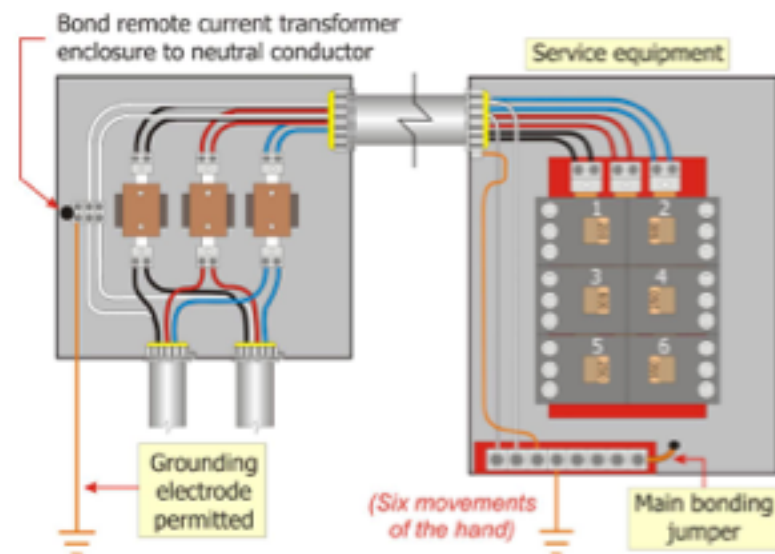 Bond remote current transformer
enclosure to neutral conductor
Service equipment
1 2
3 4
5 6
Grounding
electrode
permitted
(Six movements
of the hand)
Main bonding
jumper